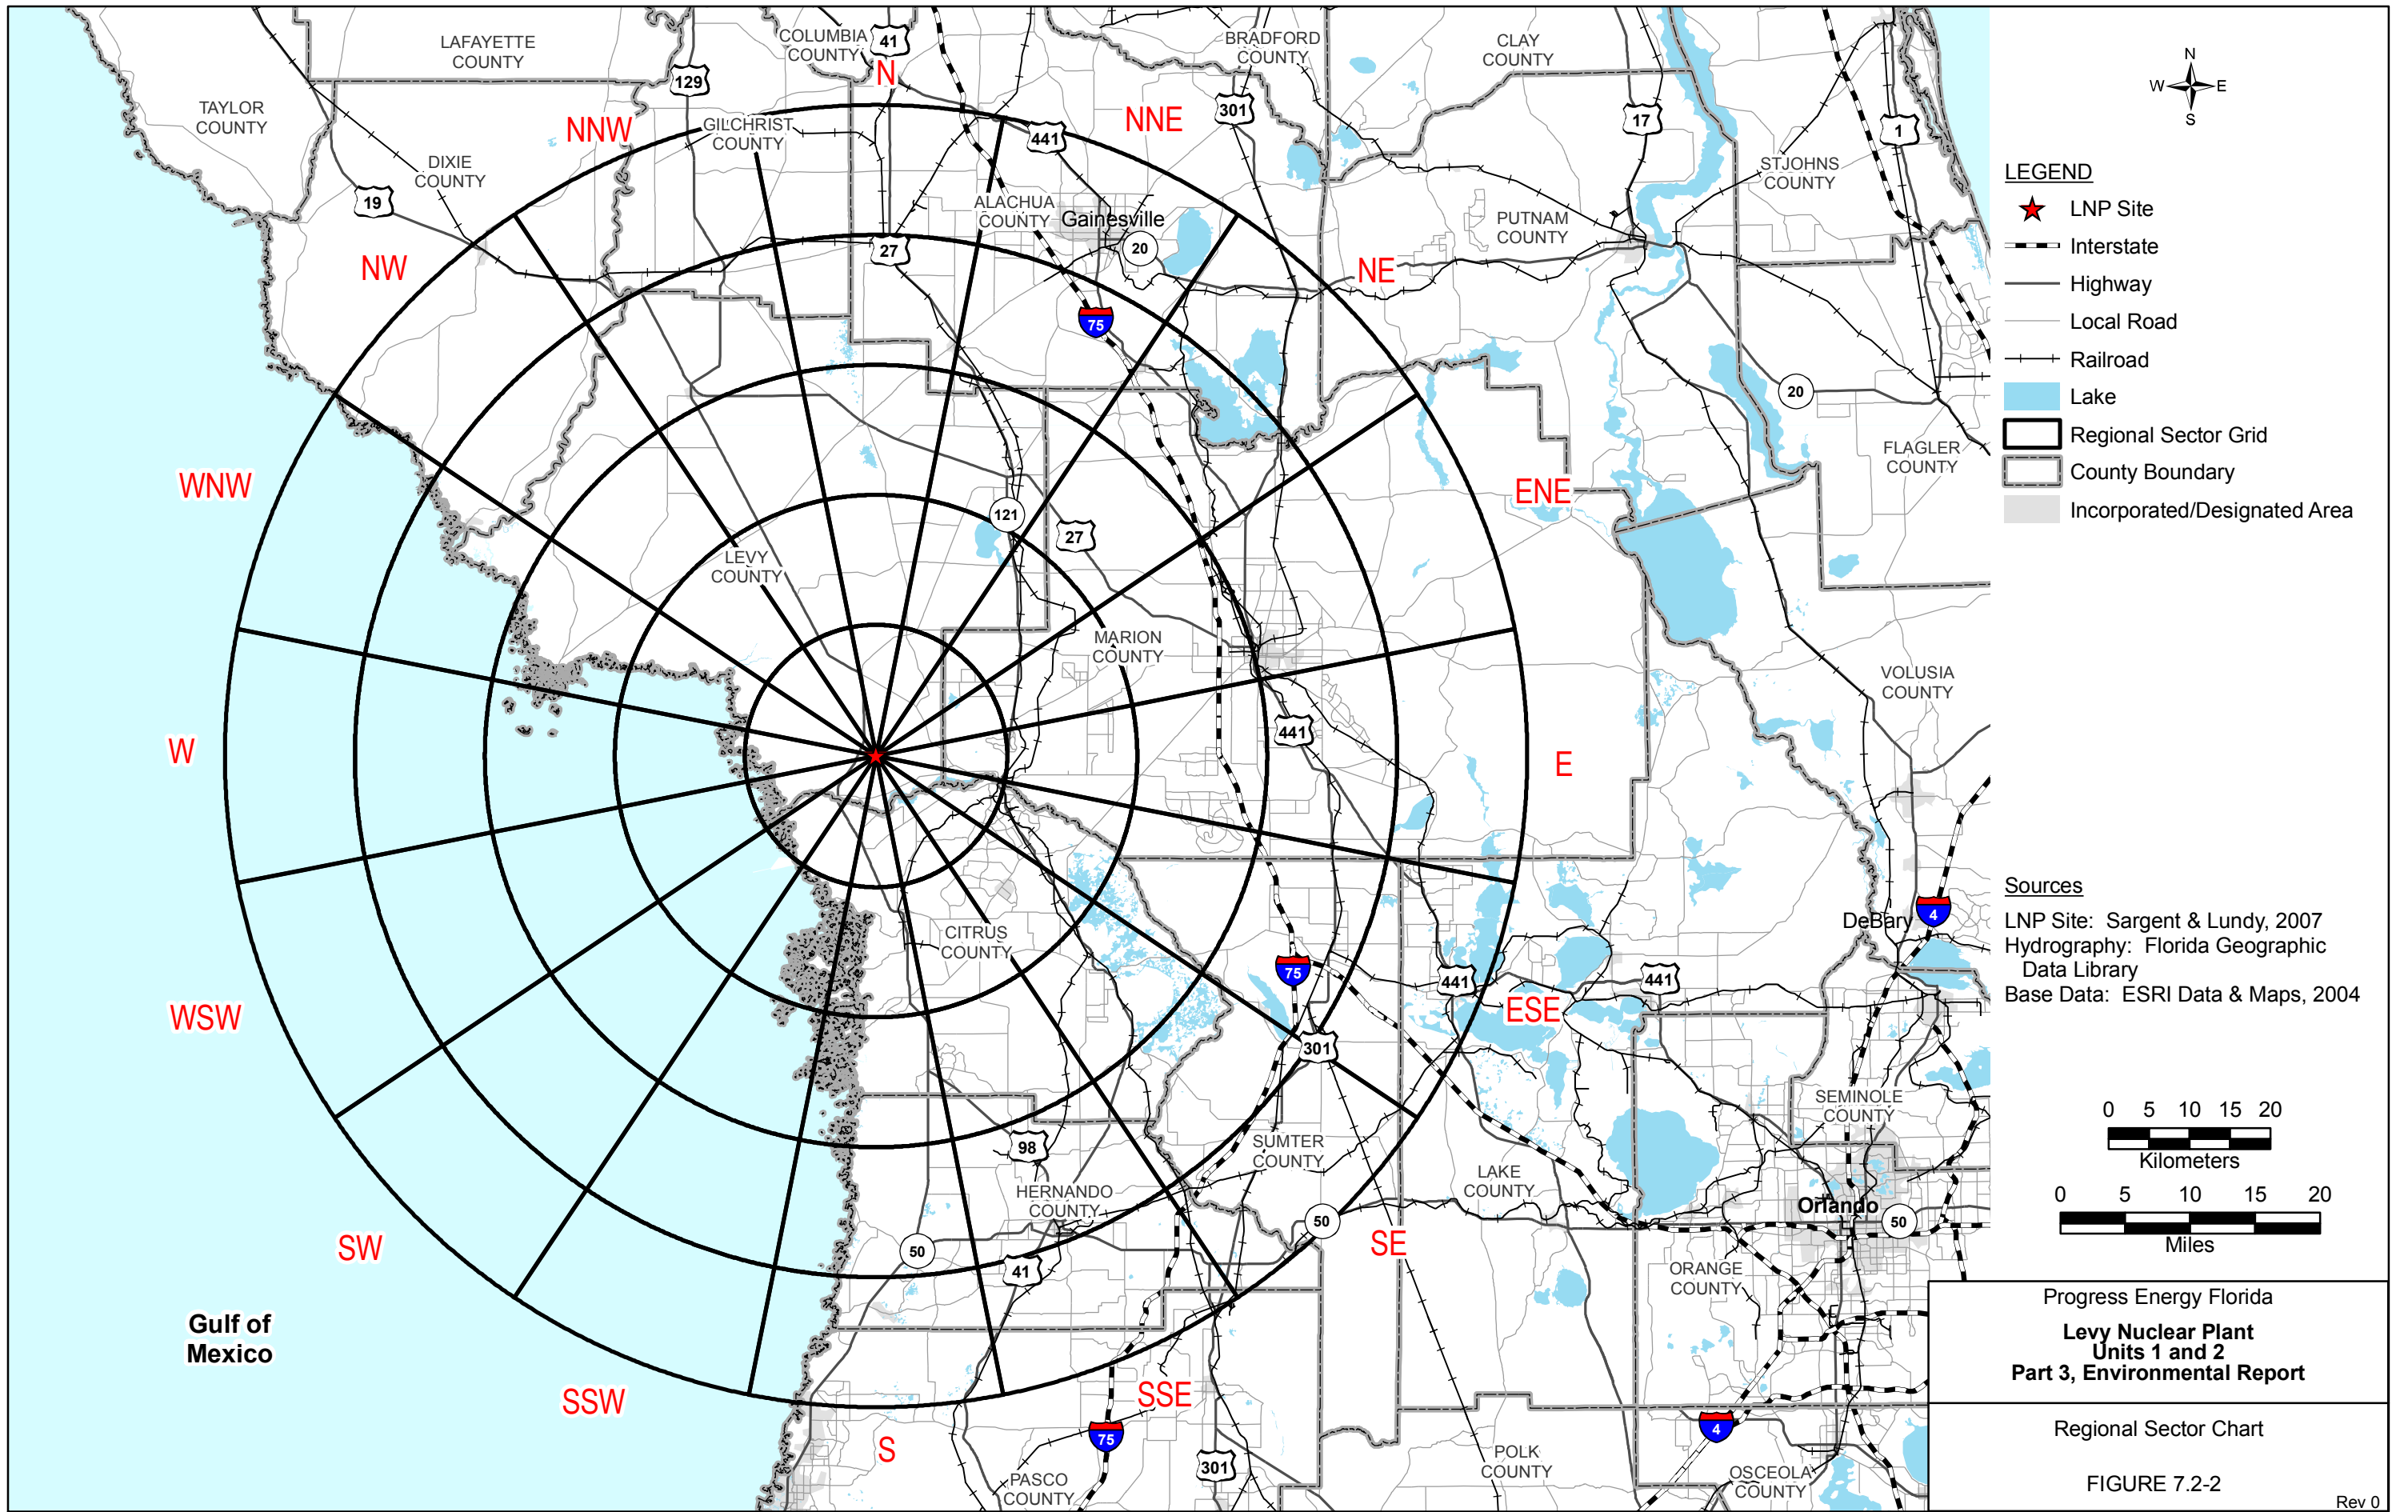 LAFAYETTE
COUNTY
COLUMBIA
COUNTY
41
N
BRADFORD
COUNTY
CLAY
COUNTY
129
TAYLOR
COUNTY
NNW
GILCHRIST
COUNTY
441
NNE
301
17
1
DIXIE
COUNTY
19
STJOHNS
COUNTY
ALACHUA
COUNTY
Gainesville
20
PUTNAM
COUNTY
NW
27
NE
75
20
FLAGLER
COUNTY
WNW
ENE
121
27
LEVY
COUNTY
MARION
COUNTY
VOLUSIA
COUNTY
W
441
E
DeBary
4
CITRUS
COUNTY
75
441
441
WSW
ESE
301
SEMINOLE
COUNTY
98
SUMTER
COUNTY
LAKE
COUNTY
HERNANDO
COUNTY
Orlando
50
50
50
SW
SE
41
ORANGE
COUNTY
Gulf of
Mexico
SSW
SSE
S
75
301
4
PASCO
COUNTY
POLK
COUNTY
OSCEOLA
COUNTY
N
W E
S
LEGEND
LNP Site
Interstate
Highway
Local Road
Railroad
Lake
Regional Sector Grid
County Boundary
Incorporated/Designated Area
Sources
LNP Site: Sargent & Lundy, 2007
Hydrography: Florida Geographic
Data Library
Base Data: ESRI Data & Maps, 2004
0 5 10 15 20
Kilometers
0 5 10 15 20
Miles
Progress Energy Florida
Levy Nuclear Plant
Units 1 and 2
Part 3, Environmental Report
Regional Sector Chart
FIGURE 7.2-2
Rev 0